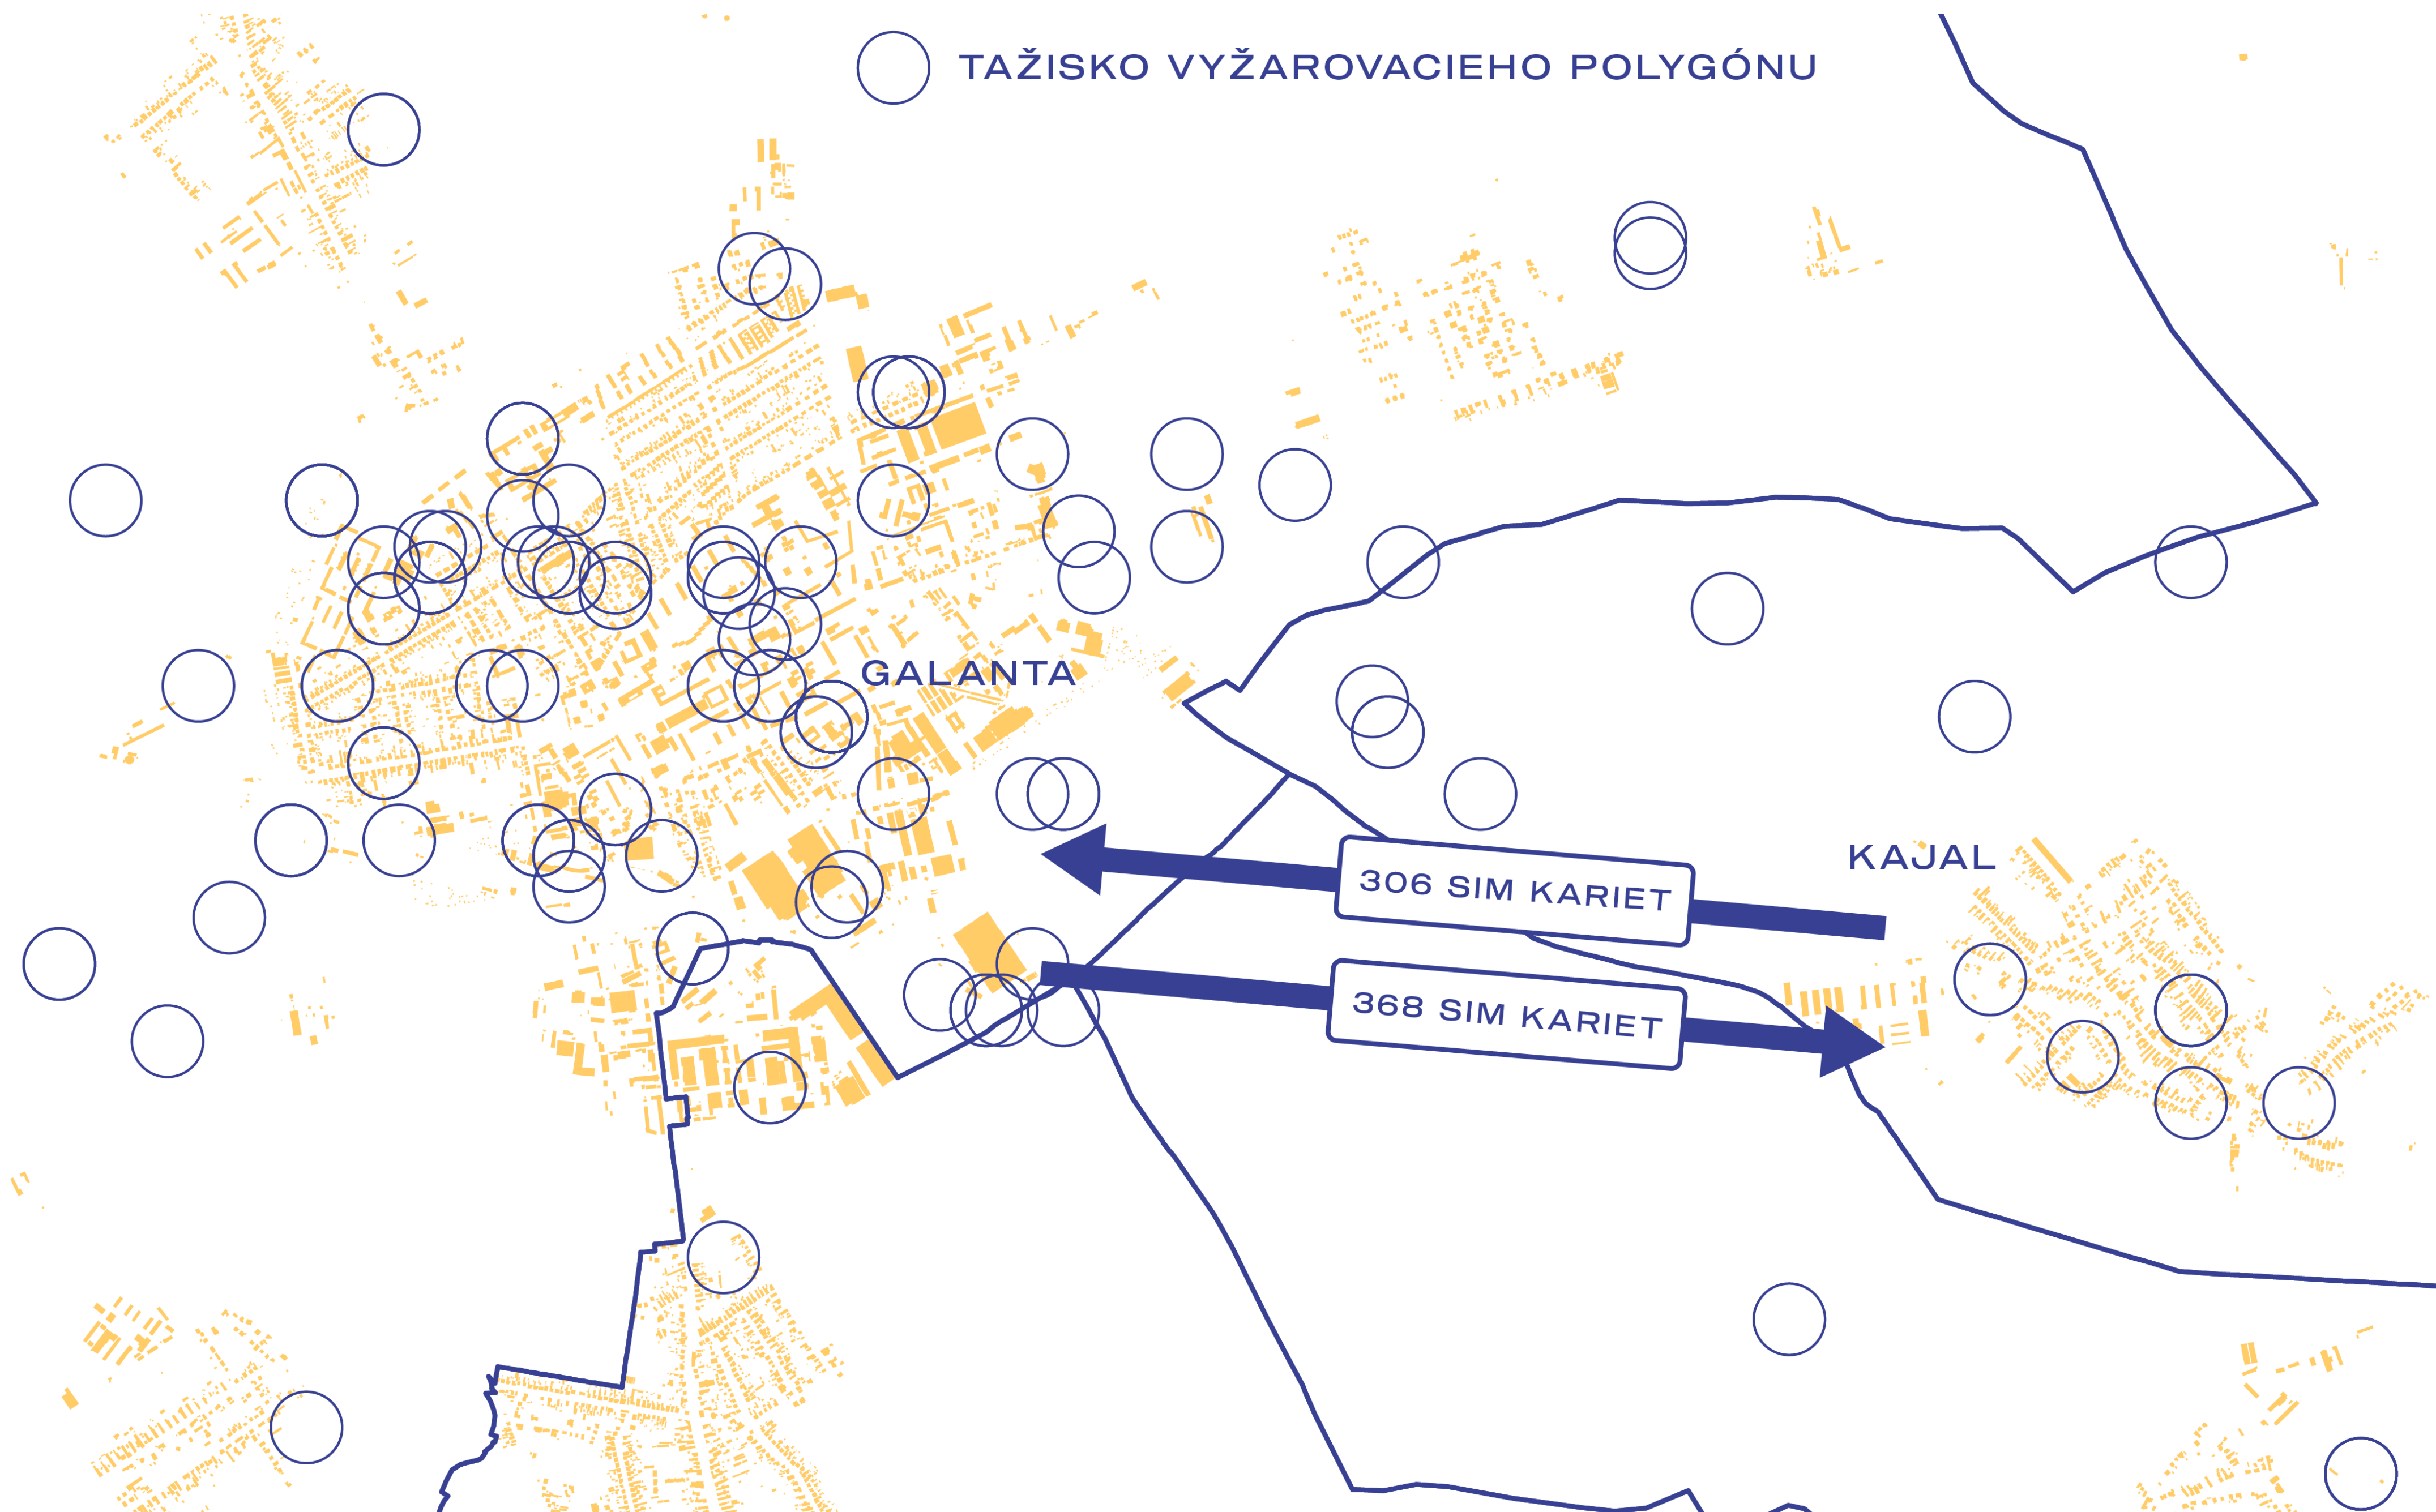 TAŽISKO VYŽAROVACIEHO POLYGÓNU
GALANTA
KAJAL
306 SIM KARIET
368 SIM KARIET